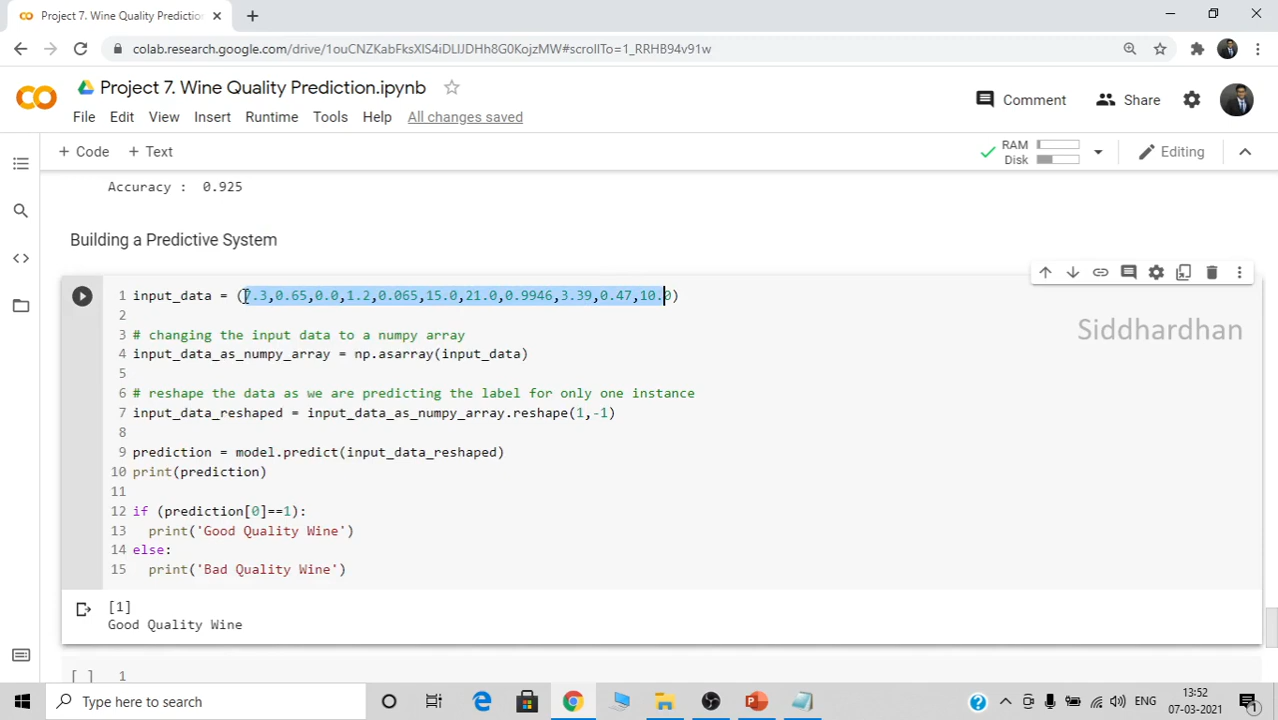 Project 7. Wine Quality Predictio
colab.research.google.com/drive/1ouCNZKabFksXIS4iDLIJDHh8G0KojzMW#scrollTo=1_RRHB94v91w
Project 7. Wine Quality Prediction.ipynb
Comment
Share
File Edit View Insert Runtime Tools Help All changes saved
+ Code + Text
RAM
Disk
Editing
Accuracy : 0.925
Building a Predictive System
1 input_data = (7.3,0.65,0.0,1.2,0.065,15.0,21.0,0.9946,3.39,0.47,10.0)
2
Siddhardhan
3 # changing the input data to a numpy array
4 input_data_as_numpy_array = np.asarray(input_data)
5
6 # reshape the data as we are predicting the label for only one instance
7 input_data_reshaped = input_data_as_numpy_array.reshape(1,-1)
8
9 prediction = model.predict(input_data_reshaped)
10 print(prediction)
11
12 if (prediction[0]==1):
13 print('Good Quality Wine')
14 else:
15 print('Bad Quality Wine')
[1]
Good Quality Wine
[ ] 1
Type here to search
ENG
13:52
07-03-2021
1